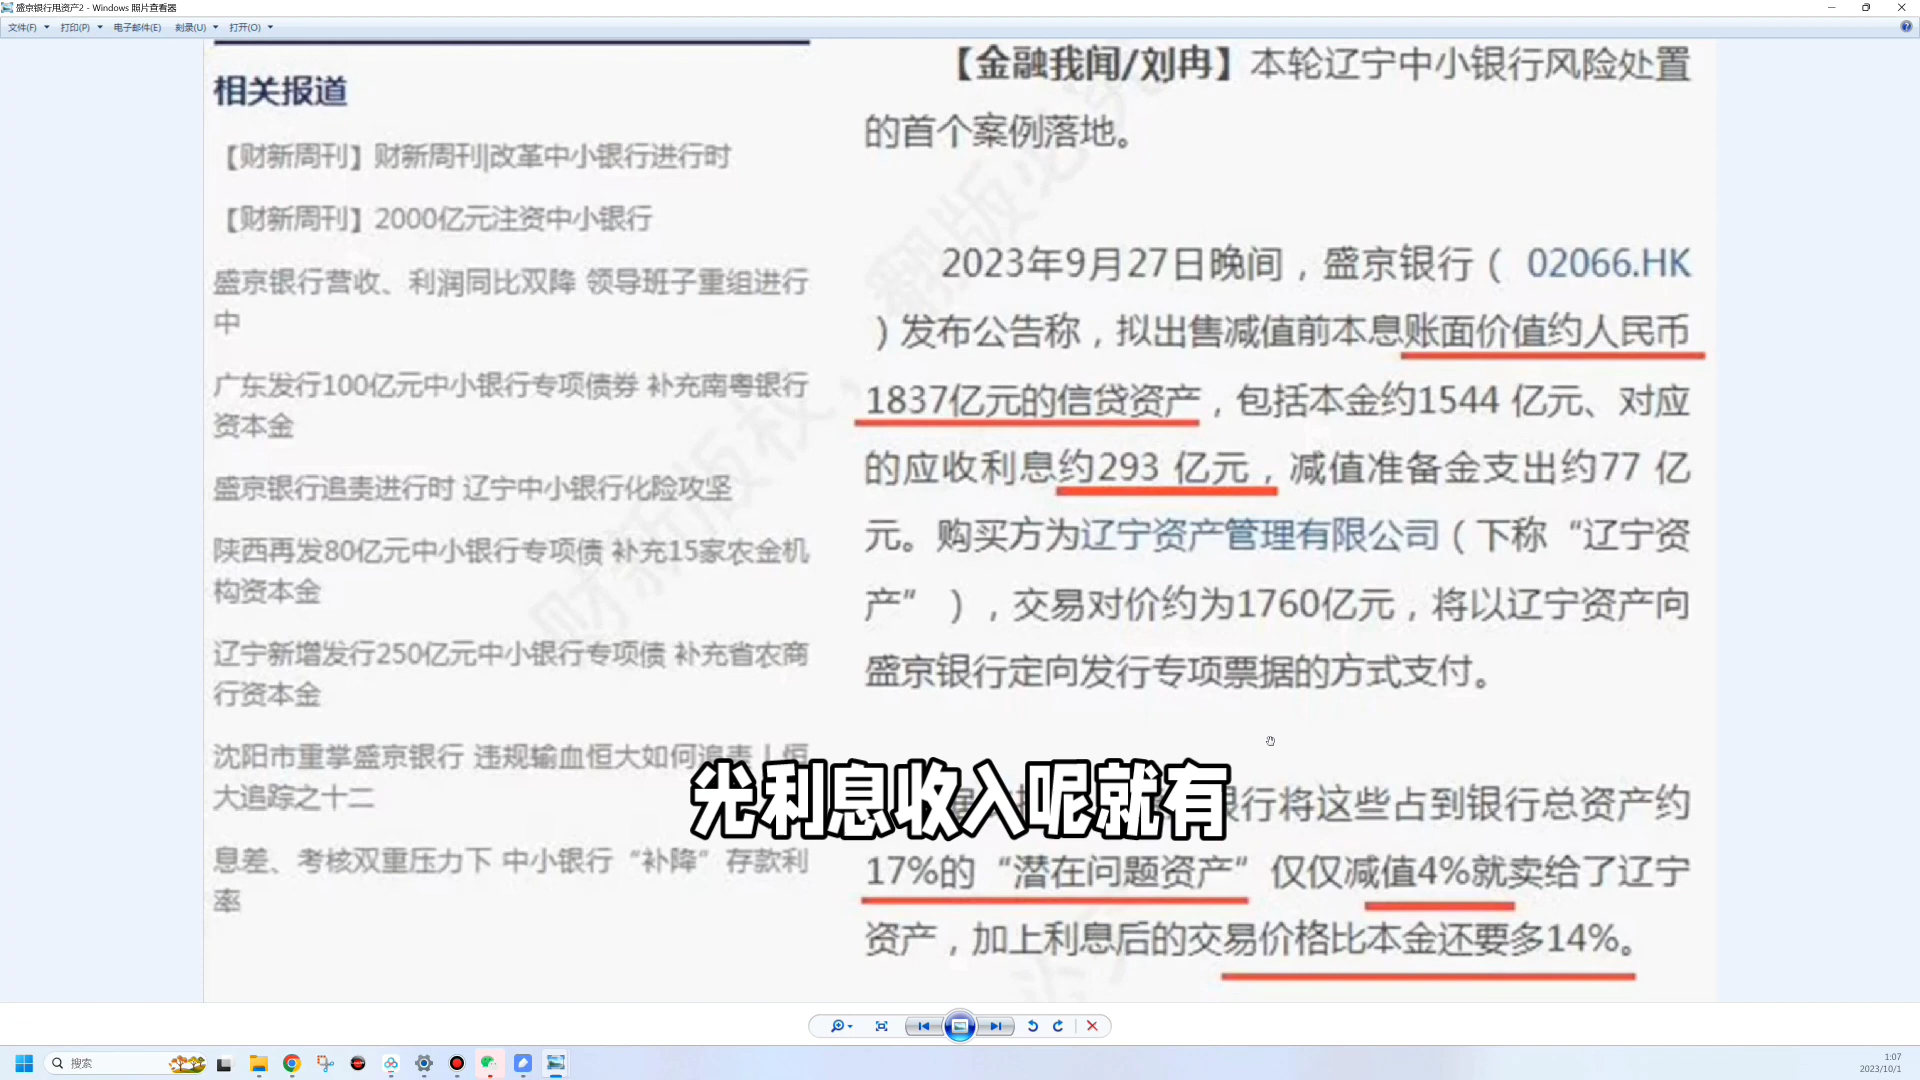 盛京银行甩资产2 - Windows 照片查看器
文件(F) 打印(P) 电子邮件(E) 刻录(U) 打开(O)
相关报道
【财新周刊】财新周刊|改革中小银行进行时
【财新周刊】2000亿元注资中小银行
盛京银行营收、利润同比双降 领导班子重组进行
中
广东发行100亿元中小银行专项债券 补充南粤银行
资本金
盛京银行追责进行时 辽宁中小银行化险攻坚
陕西再发80亿元中小银行专项债 补充15家农金机
构资本金
辽宁新增发行250亿元中小银行专项债 补充省农商
行资本金
沈阳市重掌盛京银行 违规输血恒大如何追责|恒
大追踪之十二
息差、考核双重压力下 中小银行“补降”存款利
率
【金融我闻/刘冉】本轮辽宁中小银行风险处置
的首个案例落地。
2023年9月27日晚间，盛京银行（ 02066.HK
）发布公告称，拟出售减值前本息账面价值约人民币
1837亿元的信贷资产，包括本金约1544 亿元、对应
的应收利息约293 亿元，减值准备金支出约77 亿
元。购买方为辽宁资产管理有限公司（下称“辽宁资
产” ），交易对价约为1760亿元，将以辽宁资产向
盛京银行定向发行专项票据的方式支付。
行将这些占到银行总资产约
17%的“潜在问题资产”仅仅减值4%就卖给了辽宁
资产，加上利息后的交易价格比本金还要多14%。
光利息收入呢就有
财新版权，翻版必究
搜索
1:07
2023/10/1